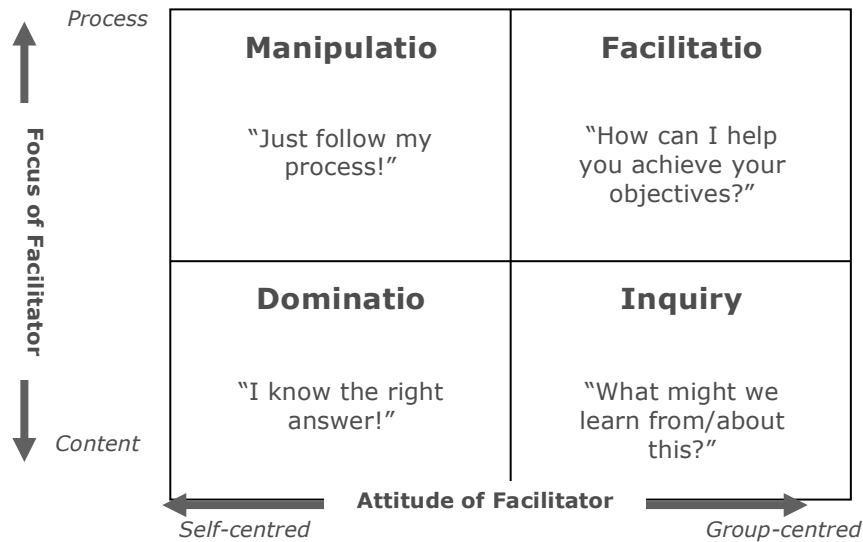 Process
Manipulatio
Facilitatio
“Just follow my
process!”
“How can I help
you achieve your
objectives?”
Focus of Facilitator
Dominatio
Inquiry
“I know the right
answer!”
“What might we
learn from/about
this?”
Content
Attitude of Facilitator
Self-centred
Group-centred